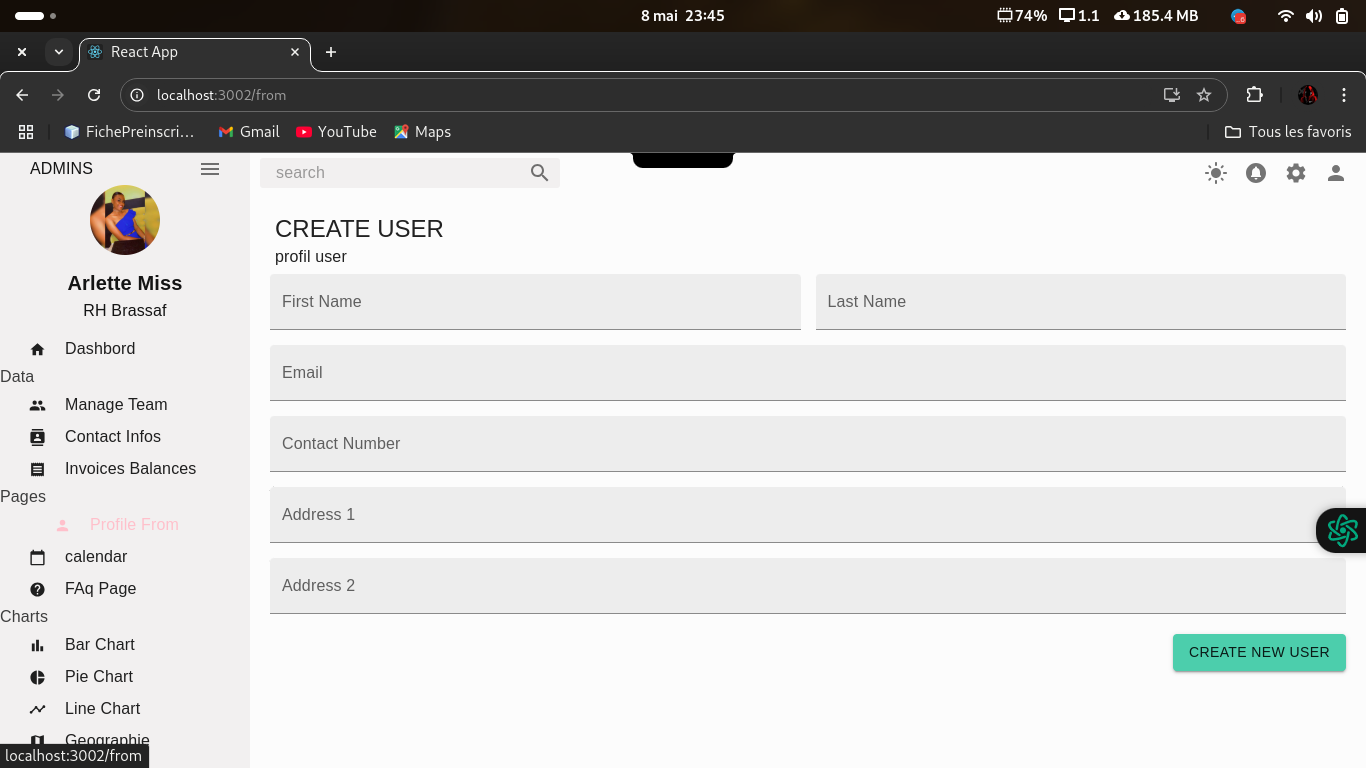 8 mai 23:45
74% 1.1 185.4 MB
React App
localhost:3002/from
FichePreinscri... Gmail YouTube Maps Tous les favoris
ADMINS
search
Arlette Miss
RH Brassaf
Dashbord
Data
Manage Team
Contact Infos
Invoices Balances
Pages
Profile From
calendar
FAq Page
Charts
Bar Chart
Pie Chart
Line Chart
Geographie
localhost:3002/from
CREATE USER
profil user
First Name
Last Name
Email
Contact Number
Address 1
Address 2
CREATE NEW USER